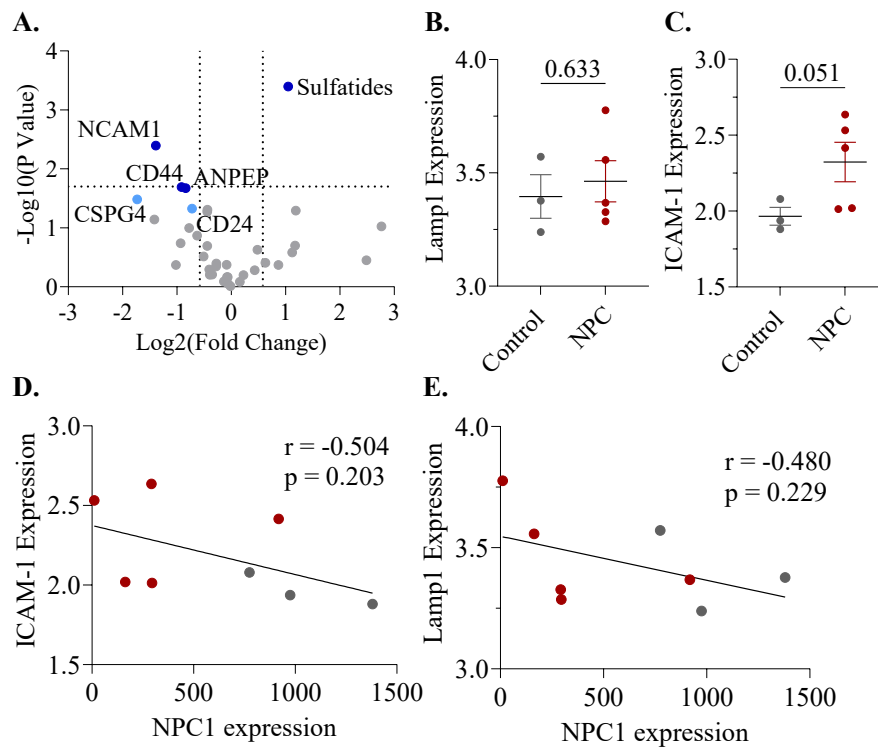 A.
-Log10(P Value)
4
3
2
1
0
Sulfatides
NCAM1
CD44
ANPEP
CSPG4
CD24
-3 -2 -1 0 1 2 3
Log2(Fold Change)
B.
Lamp1 Expression
4.0
3.5
3.0
0.633
Control
NPC
C.
ICAM-1 Expression
3.0
2.5
2.0
1.5
0.051
Control
NPC
D.
ICAM-1 Expression
3.0
2.5
2.0
1.5
r = -0.504
p = 0.203
0 500 1000 1500
NPC1 expression
E.
Lamp1 Expression
4.0
3.5
3.0
r = -0.480
p = 0.229
0 500 1000 1500
NPC1 expression